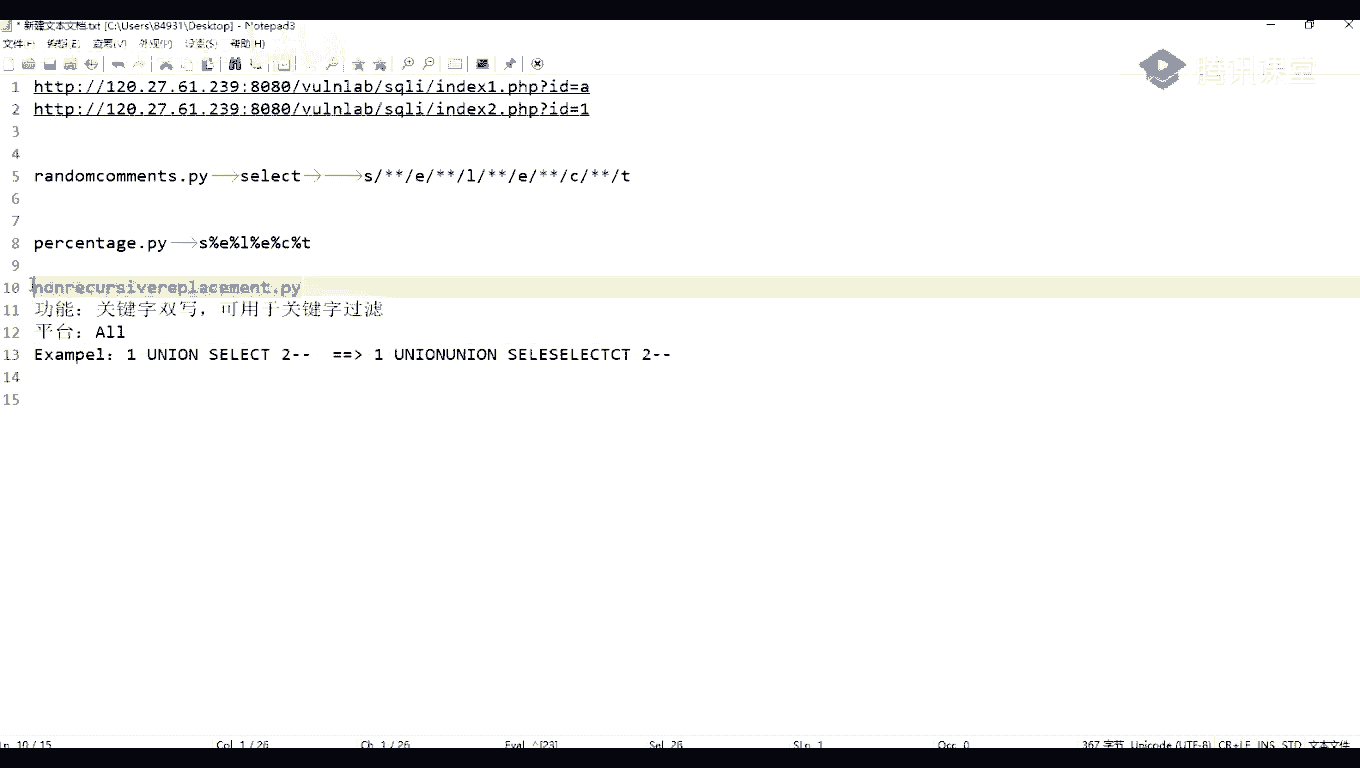 * 新建文本文档.txt [C:\Users\84931\Desktop] - Notepad3
文件(F) 编辑(E) 查看(V) 外观(P) 设置(S) 帮助(H)
腾讯课堂
1 http://120.27.61.239:8080/vulnlab/sqli/index1.php?id=a
2 http://120.27.61.239:8080/vulnlab/sqli/index2.php?id=1
3
4
5 randomcomments.py——>select——> ——>s/**/e/**/l/**/e/**/c/**/t
6
7
8 percentage.py——>s%e%l%e%c%t
9
10 nonrecursivereplacement.py
11 功能：关键字双写，可用于关键字过滤
12 平台：All
13 Exampel: 1 UNION SELECT 2-- ==> 1 UNIONUNION SELESELECTCT 2--
14
15
Ln 10 / 15 Col 1 / 26 Ch 1 / 26 Sel 26 SLn 1 Occ 0 367 字节 Unicode (UTF-8) CR+LF INS STD 文本文件